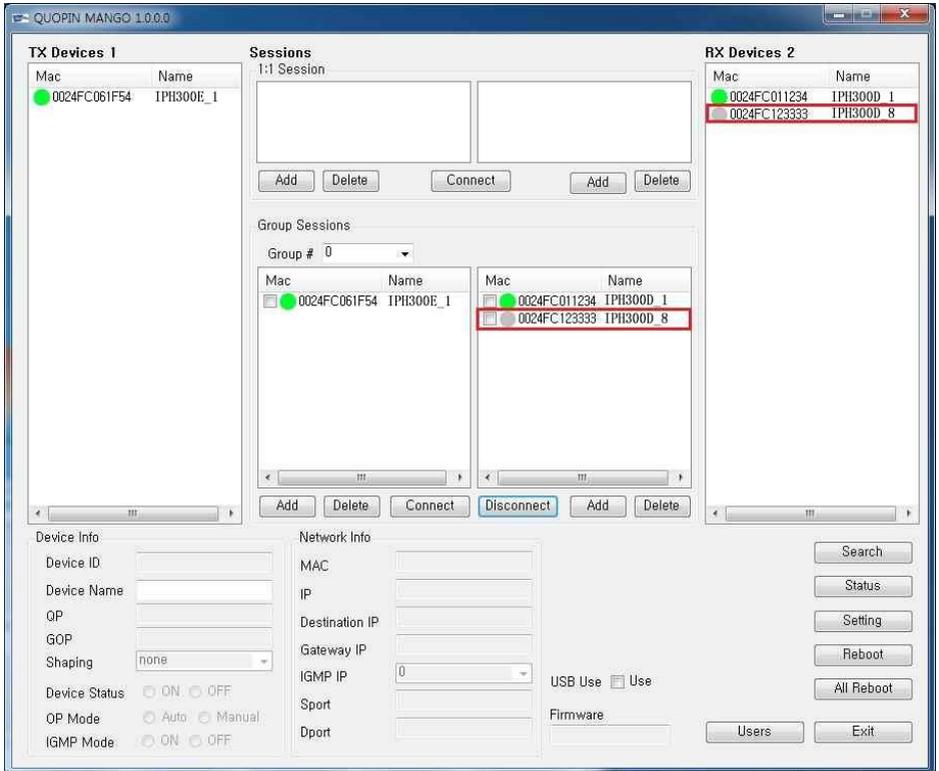 QUOPIN MANGO 1.0.0.0
TX Devices 1
Mac Name
0024FC061F54 IPH300E_1
Sessions
1:1 Session
Add Delete Connect Add Delete
Group Sessions
Group # 0
Mac Name
0024FC061F54 IPH300E_1
Mac Name
0024FC011234 IPH300D_1
0024FC123333 IPH300D_8
Add Delete Connect Disconnect Add Delete
RX Devices 2
Mac Name
0024FC011234 IPH300D_1
0024FC123333 IPH300D_8
Device Info
Device ID
Device Name
QP
GOP
Shaping none
Device Status ON OFF
OP Mode Auto Manual
IGMP Mode ON OFF
Network Info
MAC
IP
Destination IP
Gateway IP
IGMP IP 0
Sport
Dport
USB Use Use
Firmware
Search
Status
Setting
Reboot
All Reboot
Users Exit